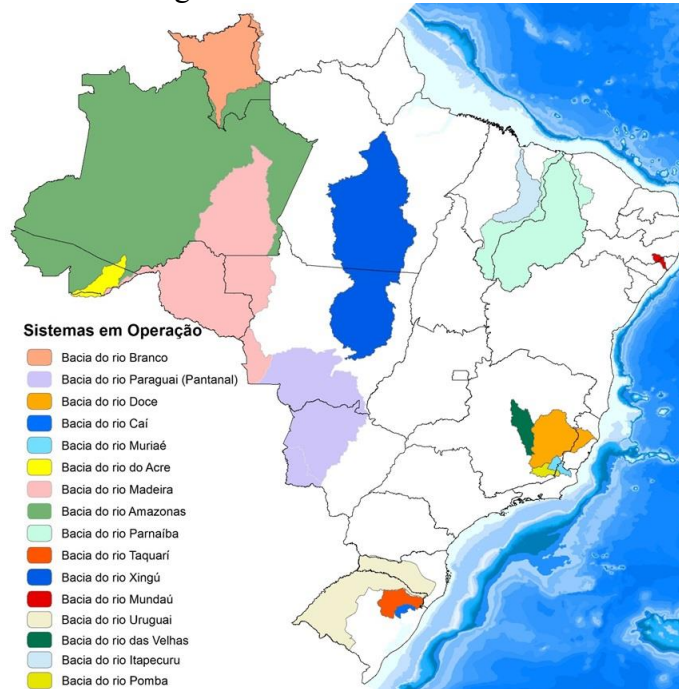 Sistemas em Operação
Bacia do rio Branco
Bacia do rio Paraguai (Pantanal)
Bacia do rio Doce
Bacia do rio Caí
Bacia do rio Muriaé
Bacia do rio do Acre
Bacia do rio Madeira
Bacia do rio Amazonas
Bacia do rio Parnaíba
Bacia do rio Taquarí
Bacia do rio Xingú
Bacia do rio Mundaú
Bacia do rio Uruguai
Bacia do rio das Velhas
Bacia do rio Itapecuru
Bacia do rio Pomba